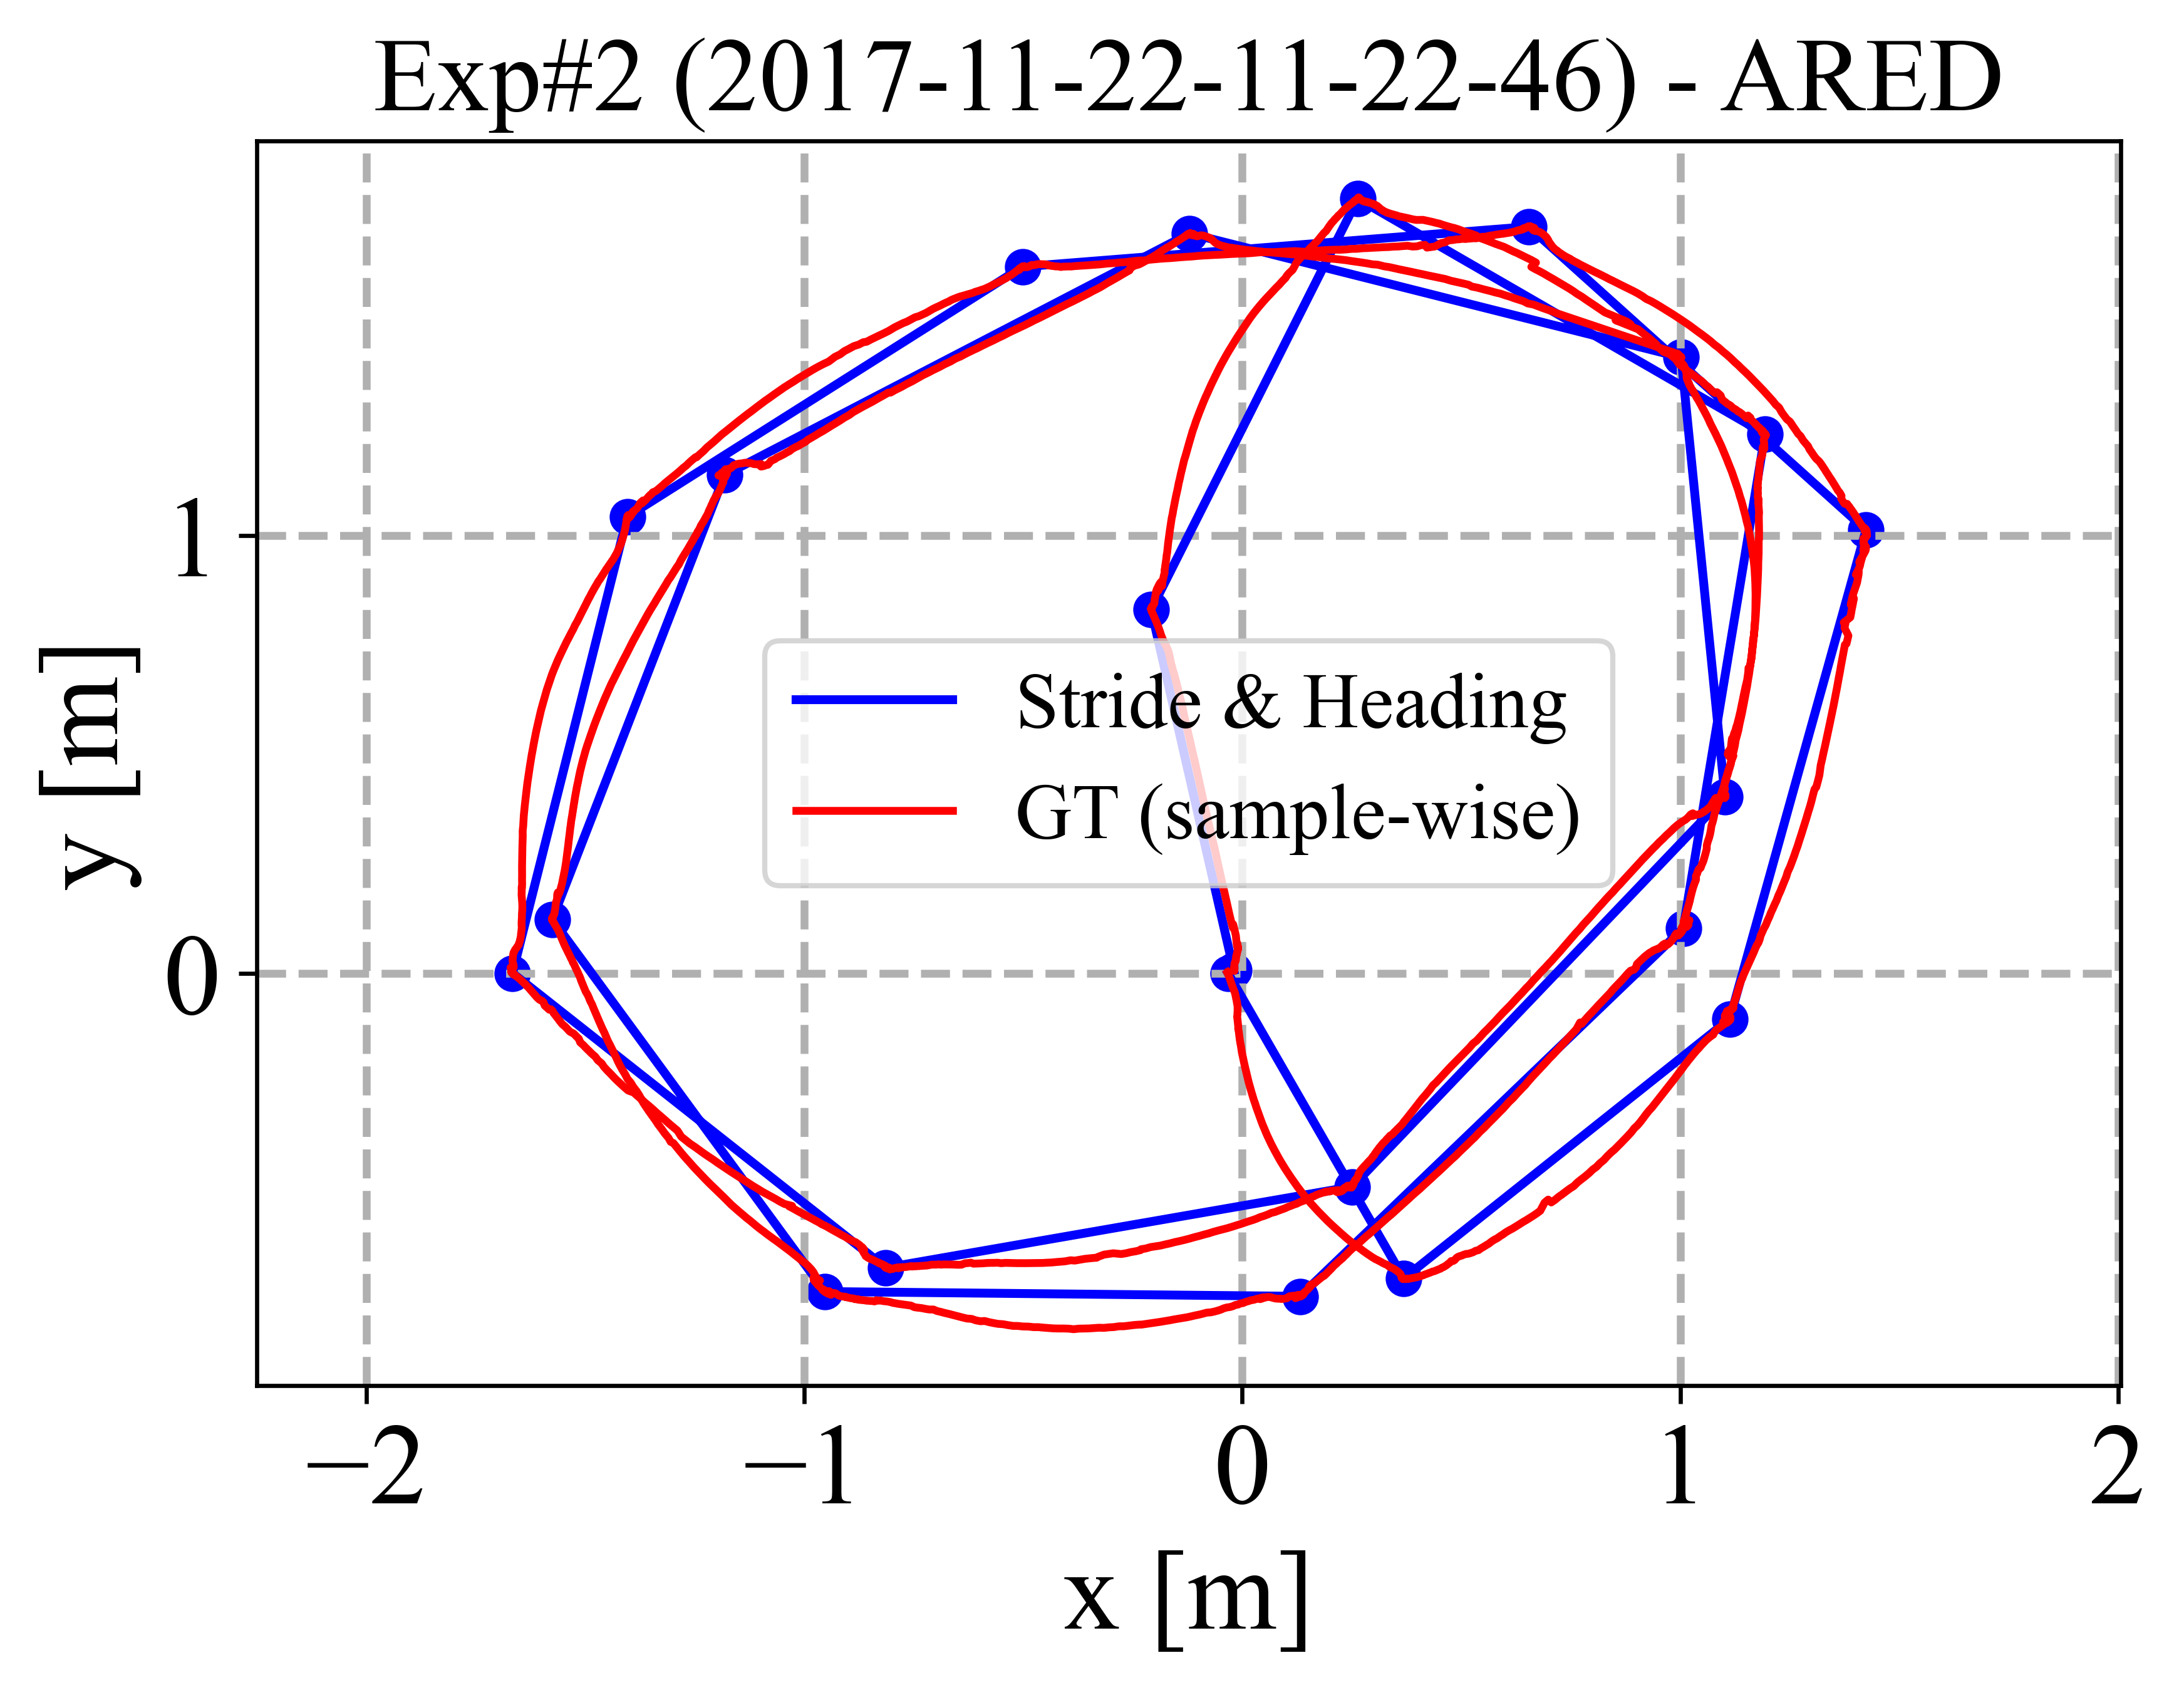 Exp#2 (2017-11-22-11-22-46) - ARED
y [m]
1
0
Stride & Heading
GT (sample-wise)
−2 −1 0 1 2
x [m]